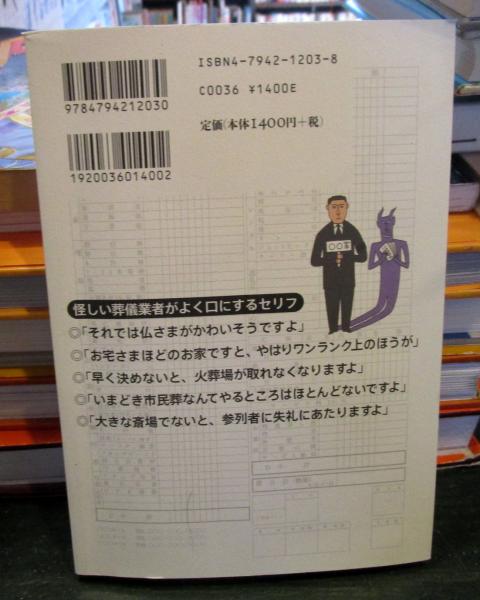 ISBN4-7942-1203-8
9784794212030
C0036 ¥1400E
定価(本体1400円+税)
1920036014002
〇〇家
怪しい葬儀業者がよく口にするセリフ
◎「それでは仏さまがかわいそうですよ」
◎「お宅さまほどのお家ですと、やはりワンランク上のほうが」
◎「早く決めないと、火葬場が取れなくなりますよ」
◎「いまどき市民葬なんてやるところはほとんどないですよ」
◎「大きな斎場でないと、参列者に失礼にあたりますよ」